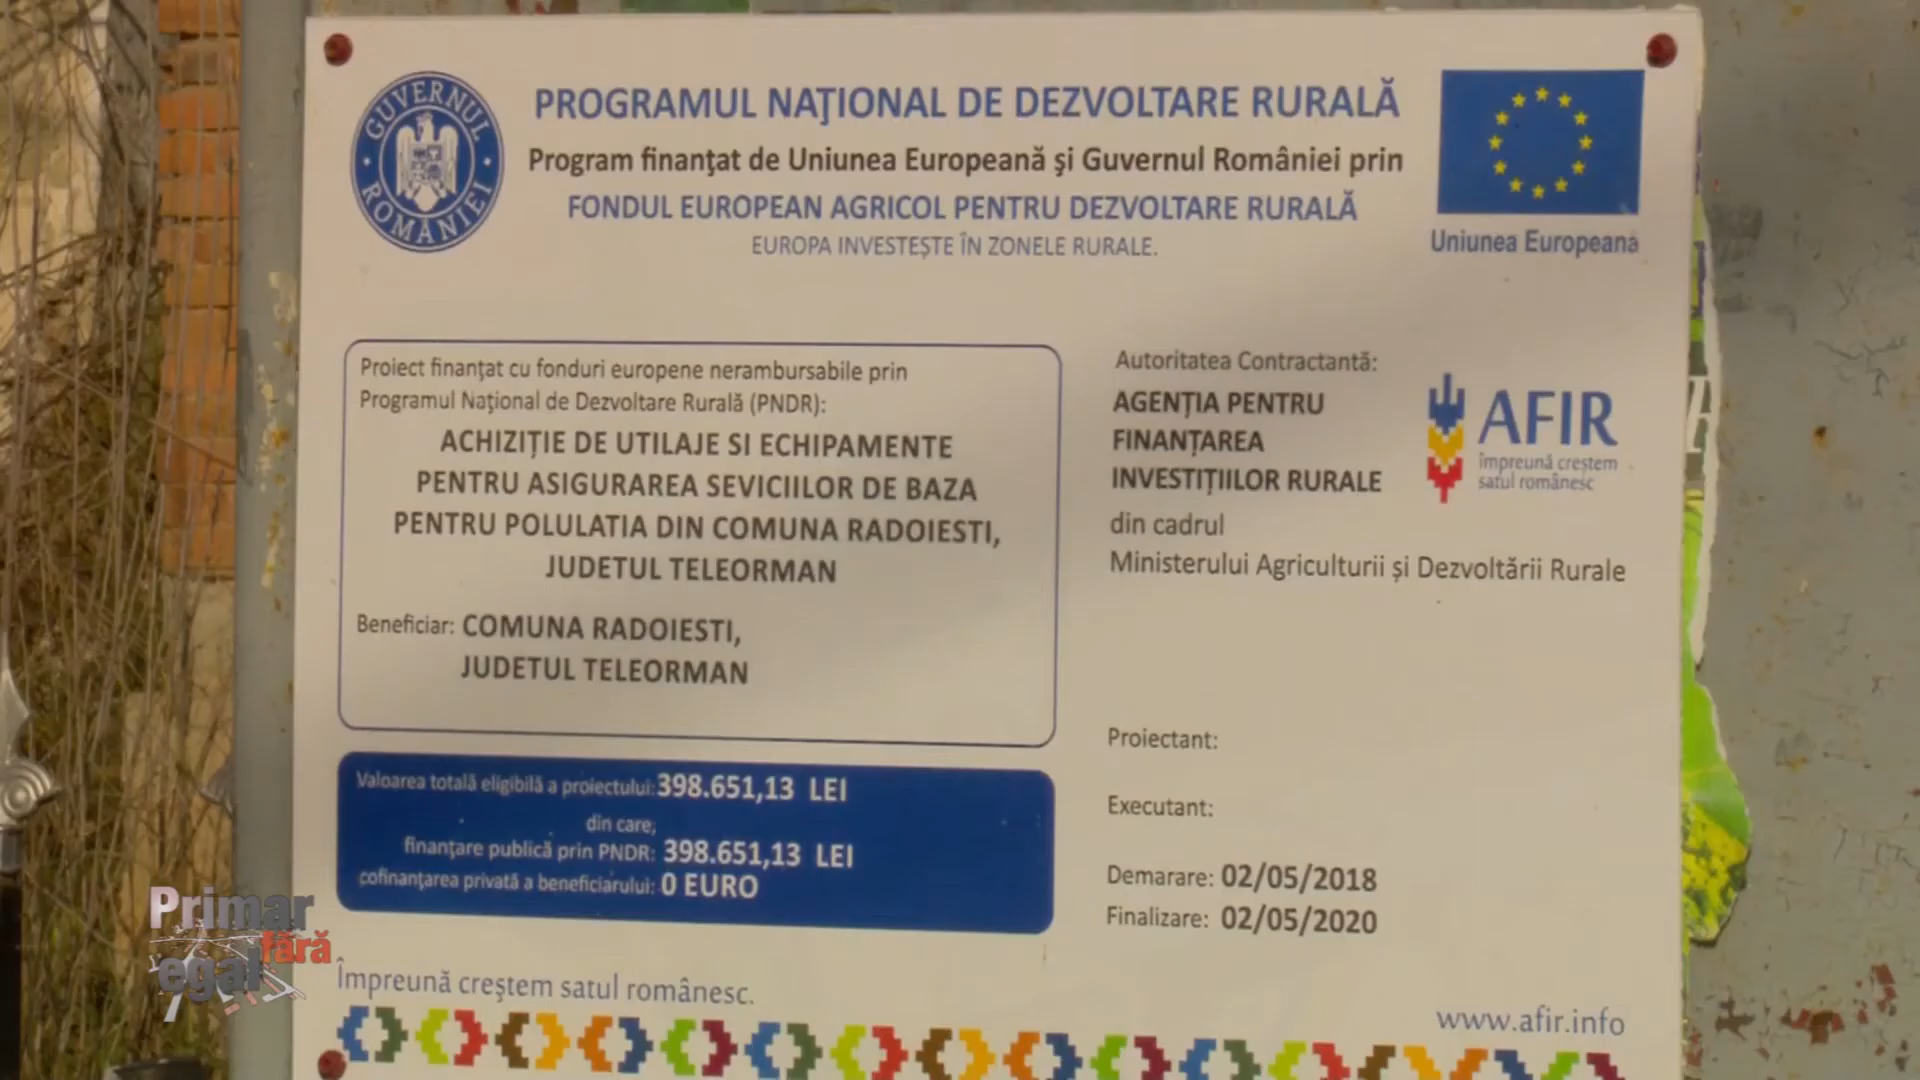 GUVERNUL ROMÂNIEI
PROGRAMUL NAŢIONAL DE DEZVOLTARE RURALĂ
Program finanţat de Uniunea Europeană şi Guvernul României prin
FONDUL EUROPEAN AGRICOL PENTRU DEZVOLTARE RURALĂ
EUROPA INVESTEŞTE ÎN ZONELE RURALE.
Uniunea Europeană
Proiect finanţat cu fonduri europene nerambursabile prin
Programul Naţional de Dezvoltare Rurală (PNDR):
ACHIZIŢIE DE UTILAJE SI ECHIPAMENTE
PENTRU ASIGURAREA SEVICIILOR DE BAZA
PENTRU POLULATIA DIN COMUNA RADOIESTI,
JUDETUL TELEORMAN
Beneficiar: COMUNA RADOIESTI,
JUDETUL TELEORMAN
Autoritatea Contractantă:
AGENŢIA PENTRU
FINANŢAREA
INVESTIŢIILOR RURALE
din cadrul
Ministerului Agriculturii și Dezvoltării Rurale
AFIR
împreună creștem
satul românesc
Valoarea totală eligibilă a proiectului: 398.651,13 LEI
din care,
finanţare publică prin PNDR: 398.651,13 LEI
cofinanţarea privată a beneficiarului: 0 EURO
Proiectant:
Executant:
Demarare: 02/05/2018
Finalizare: 02/05/2020
Împreună creştem satul românesc.
www.afir.info
Primar
fără
egal